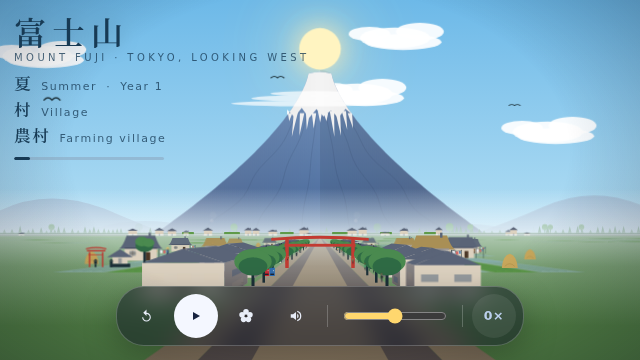 富士山
MOUNT FUJI · TOKYO, LOOKING WEST
夏 Summer · Year 1
村 Village
農村 Farming village
0×